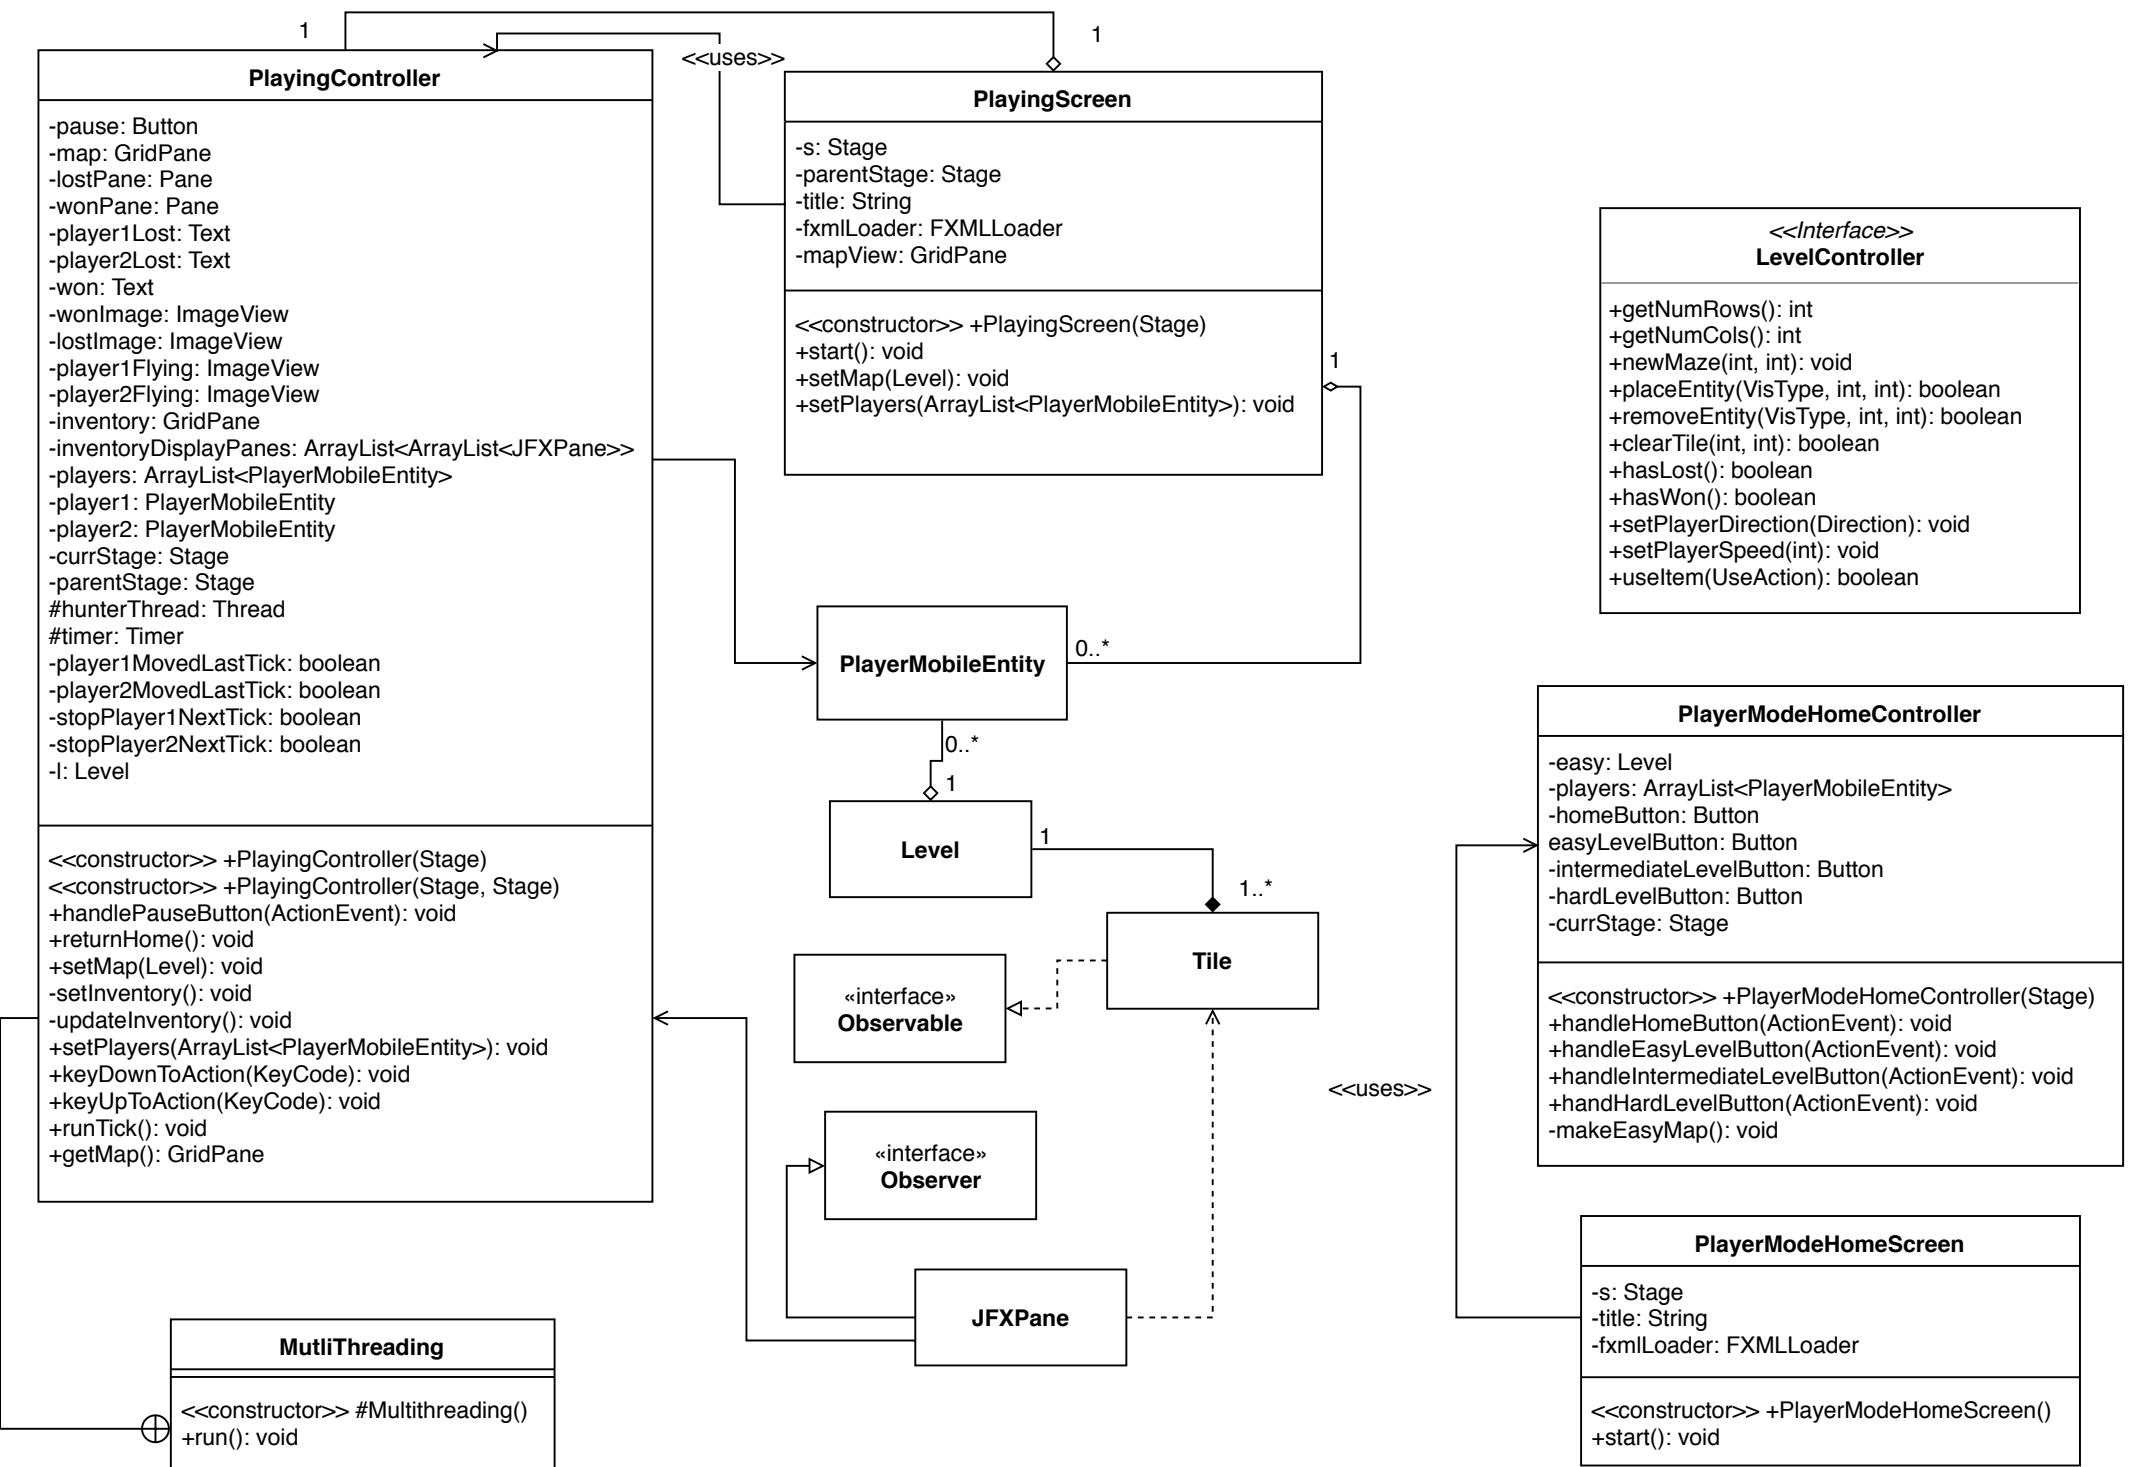 1
1
<<uses>>
PlayingController
-pause: Button
-map: GridPane
-lostPane: Pane
-wonPane: Pane
-player1Lost: Text
-player2Lost: Text
-won: Text
-wonImage: ImageView
-lostImage: ImageView
-player1Flying: ImageView
-player2Flying: ImageView
-inventory: GridPane
-inventoryDisplayPanes: ArrayList<ArrayList<JFXPane>>
-players: ArrayList<PlayerMobileEntity>
-player1: PlayerMobileEntity
-player2: PlayerMobileEntity
-currStage: Stage
-parentStage: Stage
#hunterThread: Thread
#timer: Timer
-player1MovedLastTick: boolean
-player2MovedLastTick: boolean
-stopPlayer1NextTick: boolean
-stopPlayer2NextTick: boolean
-l: Level
<<constructor>> +PlayingController(Stage)
<<constructor>> +PlayingController(Stage, Stage)
+handlePauseButton(ActionEvent): void
+returnHome(): void
+setMap(Level): void
-setInventory(): void
-updateInventory(): void
+setPlayers(ArrayList<PlayerMobileEntity>): void
+keyDownToAction(KeyCode): void
+keyUpToAction(KeyCode): void
+runTick(): void
+getMap(): GridPane
MutliThreading
<<constructor>> #Multithreading()
+run(): void
PlayingScreen
-s: Stage
-parentStage: Stage
-title: String
-fxmlLoader: FXMLLoader
-mapView: GridPane
<<constructor>> +PlayingScreen(Stage)
+start(): void
+setMap(Level): void
+setPlayers(ArrayList<PlayerMobileEntity>): void
1
PlayerMobileEntity
0..*
0..*
1
Level
1
1..*
Tile
«interface»
Observable
«interface»
Observer
JFXPane
<<Interface>>
LevelController
+getNumRows(): int
+getNumCols(): int
+newMaze(int, int): void
+placeEntity(VisType, int, int): boolean
+removeEntity(VisType, int, int): boolean
+clearTile(int, int): boolean
+hasLost(): boolean
+hasWon(): boolean
+setPlayerDirection(Direction): void
+setPlayerSpeed(int): void
+useItem(UseAction): boolean
PlayerModeHomeController
-easy: Level
-players: ArrayList<PlayerMobileEntity>
-homeButton: Button
easyLevelButton: Button
-intermediateLevelButton: Button
-hardLevelButton: Button
-currStage: Stage
<<constructor>> +PlayerModeHomeController(Stage)
+handleHomeButton(ActionEvent): void
+handleEasyLevelButton(ActionEvent): void
+handleIntermediateLevelButton(ActionEvent): void
+handHardLevelButton(ActionEvent): void
-makeEasyMap(): void
<<uses>>
PlayerModeHomeScreen
-s: Stage
-title: String
-fxmlLoader: FXMLLoader
<<constructor>> +PlayerModeHomeScreen()
+start(): void